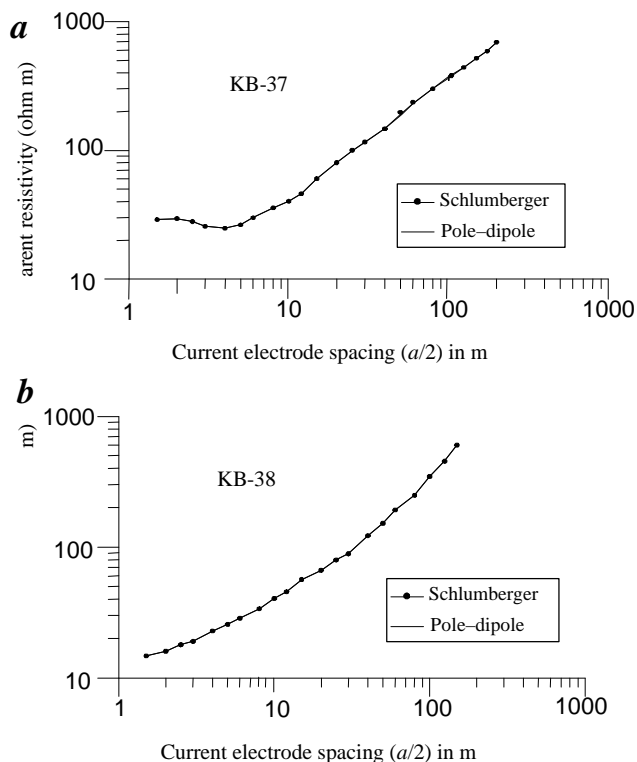 a
arent resistivity (ohm m)
1000
100
10
KB-37
Schlumberger
Pole–dipole
1 10 100 1000
Current electrode spacing (a/2) in m
b
m)
1000
100
10
KB-38
Schlumberger
Pole–dipole
1 10 100 1000
Current electrode spacing (a/2) in m